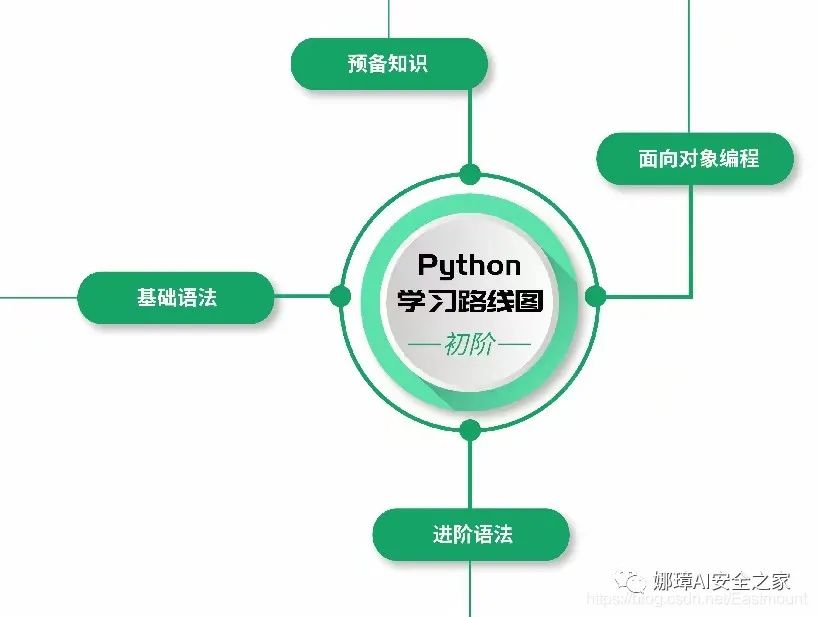 预备知识
面向对象编程
Python
学习路线图
初阶
基础语法
进阶语法
娜璋AI安全之家
https://blog.csdn.net/Eastmount